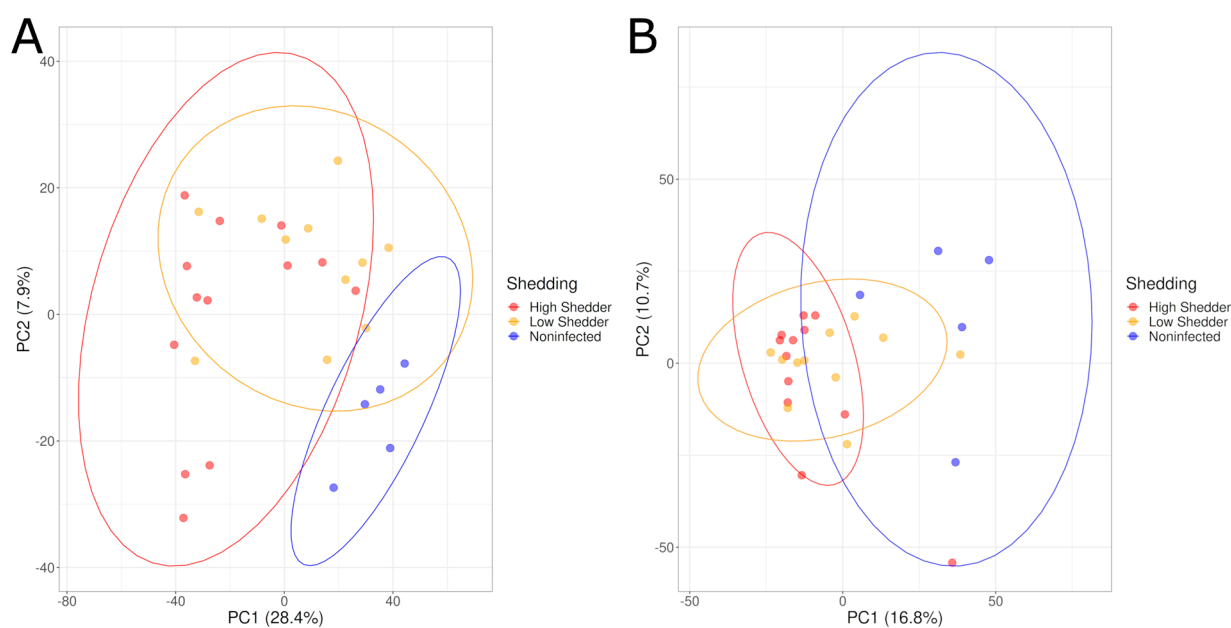 A
PC2 (7.9%)
40
20
0
-20
-40
-80
-40
0
40
PC1 (28.4%)
Shedding
High Shedder
Low Shedder
Noninfected
B
PC2 (10.7%)
50
0
-50
-50
0
50
PC1 (16.8%)
Shedding
High Shedder
Low Shedder
Noninfected